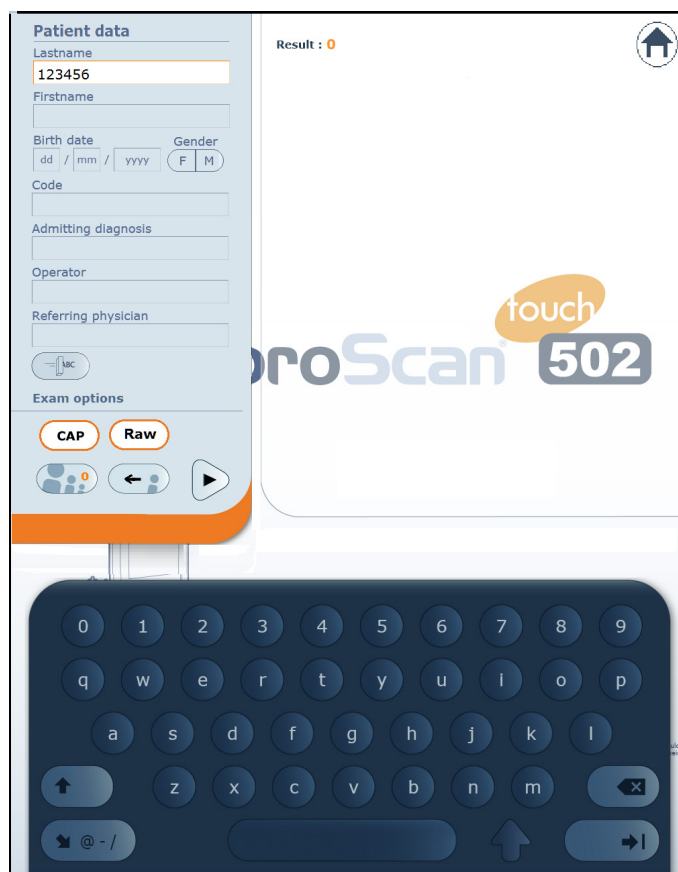 Patient data
Lastname
123456
Firstname
Birth date Gender
dd / mm / yyyy F M
Code
Admitting diagnosis
Operator
Referring physician
ABC
Exam options
CAP Raw
0
Result : 0
touch
proScan 502
0 1 2 3 4 5 6 7 8 9
q w e r t y u i o p
a s d f g h j k l
z x c v b n m
@ - /